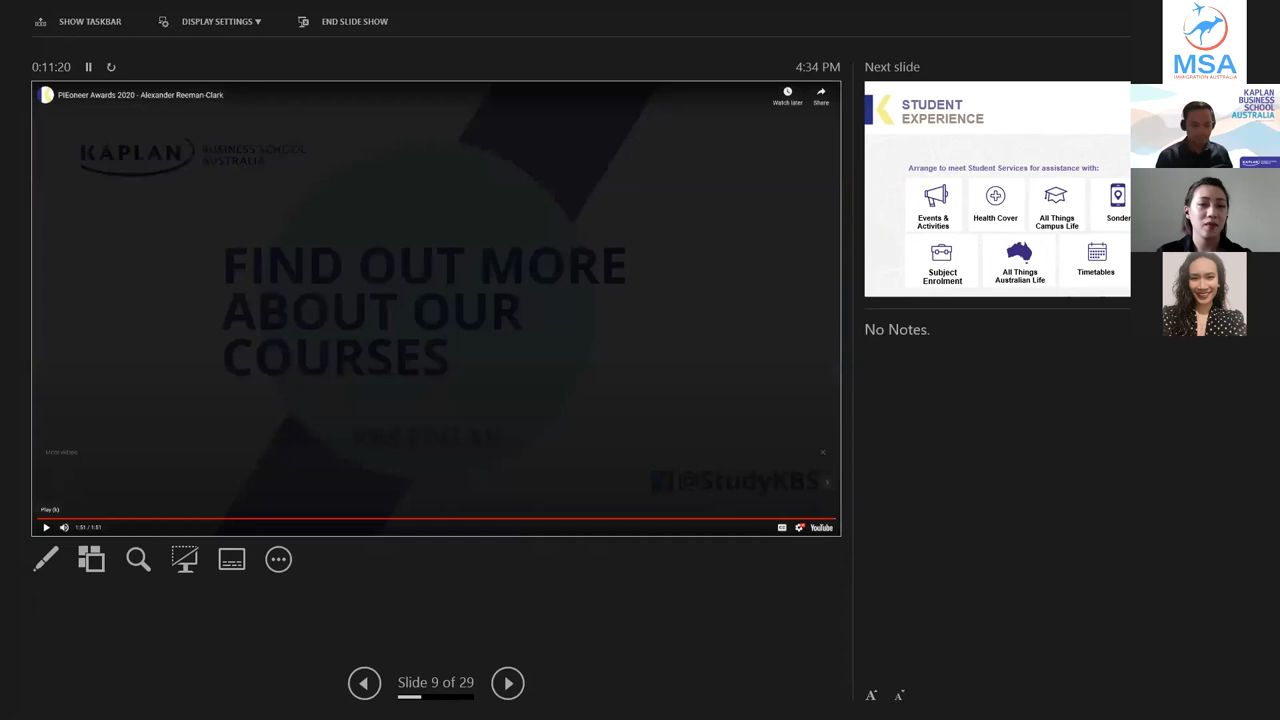 SHOW TASKBAR
DISPLAY SETTINGS ▼
END SLIDE SHOW
0:11:20
4:34 PM
PIEoneer Awards 2020 - Alexander Reeman-Clark
Watch later
Share
KAPLAN BUSINESS SCHOOL
AUSTRALIA
FIND OUT MORE
ABOUT OUR
COURSES
More videos
@StudyKBS
Play (k)
1:51 / 1:51
CC
YouTube
Slide 9 of 29
Next slide
STUDENT
EXPERIENCE
Arrange to meet Student Services for assistance with:
Events &
Activities
Health Cover
All Things
Campus Life
Sonder
Subject
Enrolment
All Things
Australian Life
Timetables
No Notes.
MSA
IMMIGRATION AUSTRALIA
KAPLAN
BUSINESS
SCHOOL
AUSTRALIA